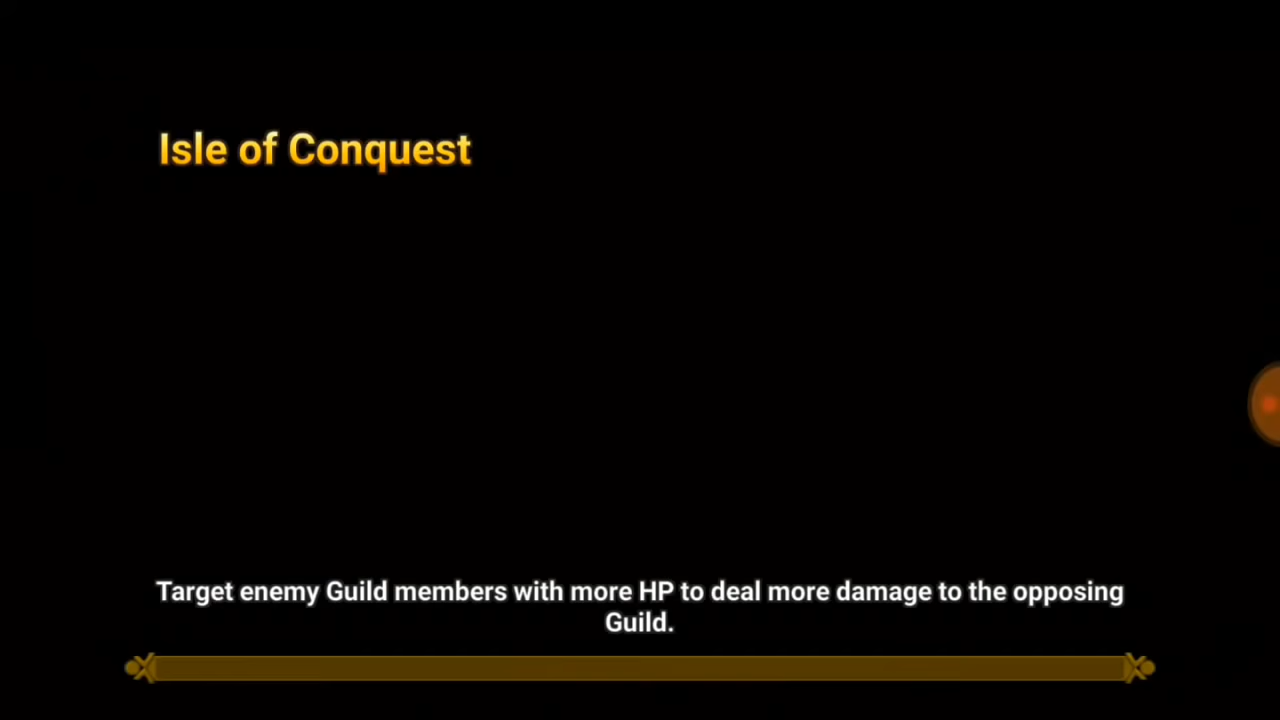 Isle of Conquest
Target enemy Guild members with more HP to deal more damage to the opposing
Guild.